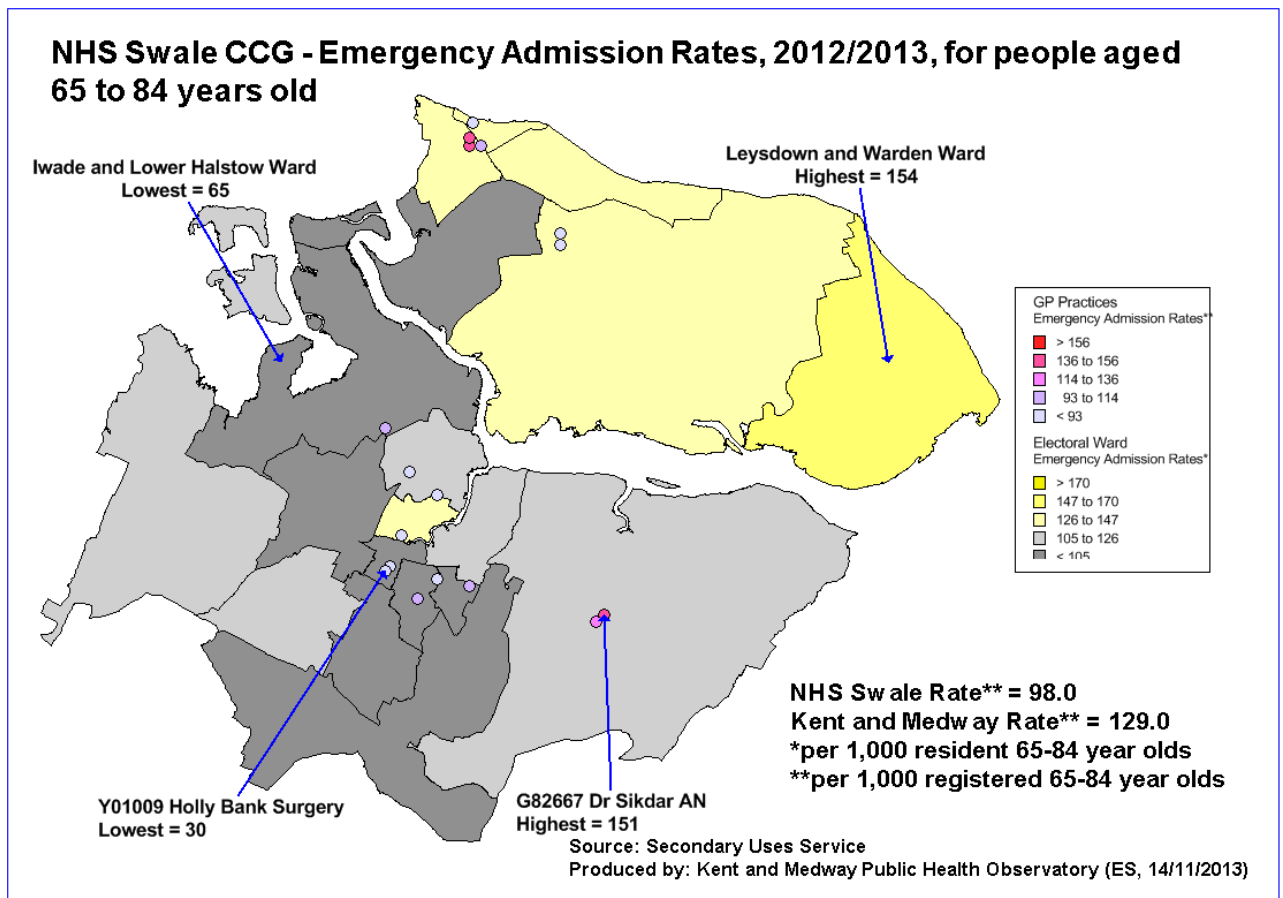 NHS Swale CCG - Emergency Admission Rates, 2012/2013, for people aged
65 to 84 years old
Iwade and Lower Halstow Ward
Lowest = 65
Leysdown and Warden Ward
Highest = 154
GP Practices
Emergency Admission Rates**
> 156
136 to 156
114 to 136
93 to 114
< 93
Electoral Ward
Emergency Admission Rates*
> 170
147 to 170
126 to 147
105 to 126
< 105
NHS Swale Rate** = 98.0
Kent and Medway Rate** = 129.0
*per 1,000 resident 65-84 year olds
**per 1,000 registered 65-84 year olds
Y01009 Holly Bank Surgery
Lowest = 30
G82667 Dr Sikdar AN
Highest = 151
Source: Secondary Uses Service
Produced by: Kent and Medway Public Health Observatory (ES, 14/11/2013)